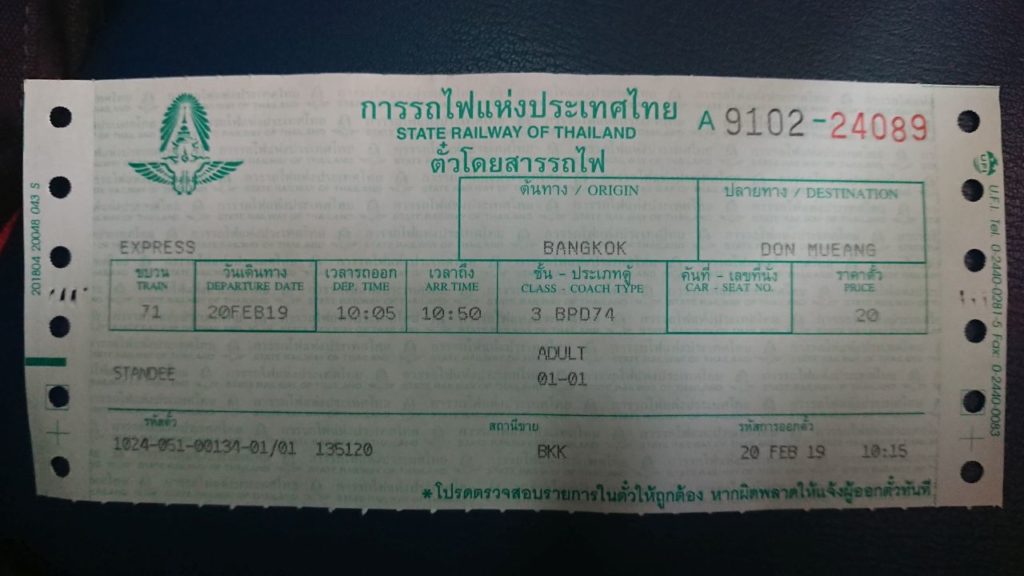 การรถไฟแห่งประเทศไทย
STATE RAILWAY OF THAILAND
A 9102-24089
ตั๋วโดยสารรถไฟ
ต้นทาง / ORIGIN
ปลายทาง / DESTINATION
EXPRESS
BANGKOK
DON MUEANG
ขบวน
TRAIN
วันเดินทาง
DEPARTURE DATE
เวลารถออก
DEP. TIME
เวลาถึง
ARR TIME
ชั้น - ประเภทตู้
CLASS - COACH TYPE
คันที่ - เลขที่นั่ง
CAR - SEAT NO.
ราคาตั๋ว
PRICE
71
20FEB19
10:05
10:50
3 BPD74
20
ADULT
STANDEE
01-01
รหัสตั๋ว
สถานีขาย
รหัสการออกตั๋ว
1024-051-00134-01/01 135120
BKK
20 FEB 19 10:15
*โปรดตรวจสอบรายการในตั๋วให้ถูกต้อง หากผิดพลาดให้แจ้งผู้ออกตั๋วทันที
201804 20048 043 S
U.F.I. Tel. 0-2440-0281-5 Fax: 0-2440-0083